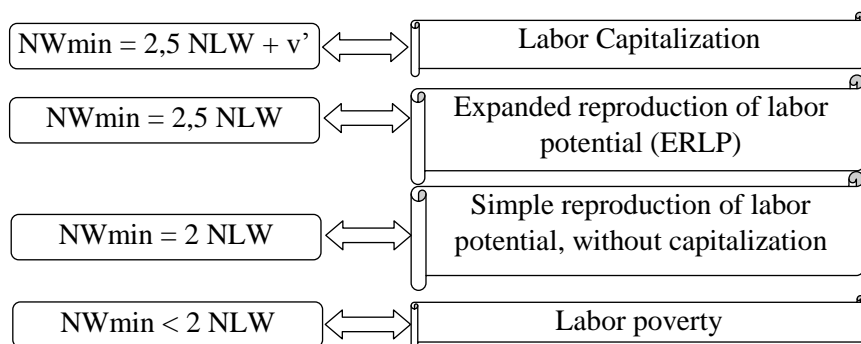 NWmin = 2,5 NLW + v’
Labor Capitalization
NWmin = 2,5 NLW
Expanded reproduction of labor
potential (ERLP)
NWmin = 2 NLW
Simple reproduction of labor
potential, without capitalization
NWmin < 2 NLW
Labor poverty